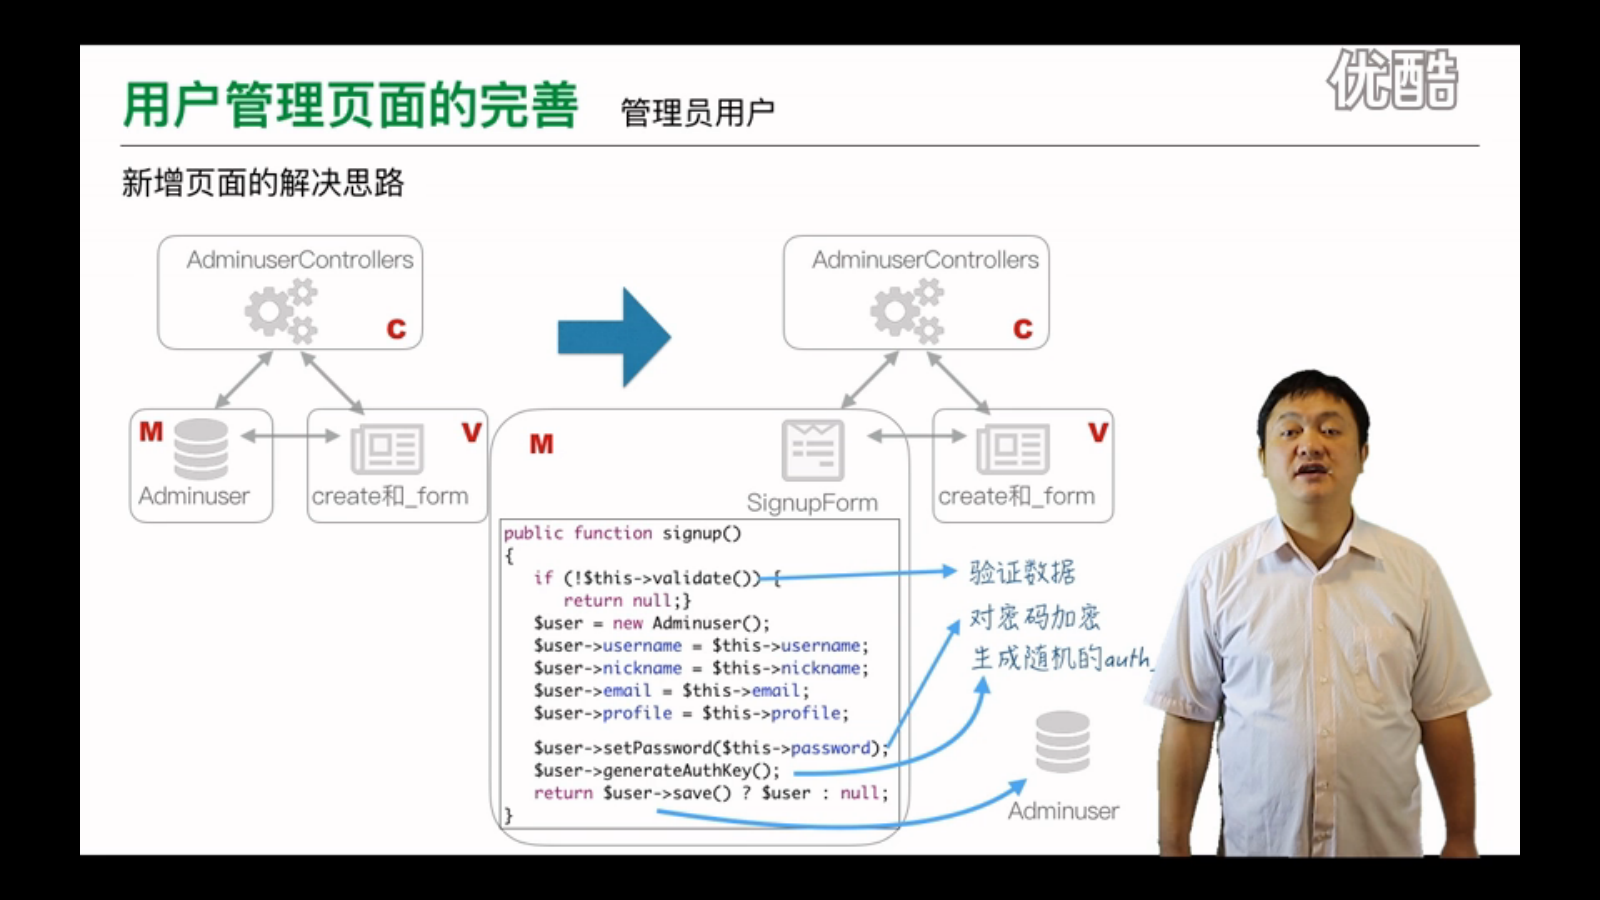 优酷
用户管理页面的完善 管理员用户
新增页面的解决思路
AdminuserControllers
C
M
Adminuser
V
create和_form
AdminuserControllers
C
M
SignupForm
V
create和_form
public function signup()
{
if (!$this->validate()) {
return null;}
$user = new Adminuser();
$user->username = $this->username;
$user->nickname = $this->nickname;
$user->email = $this->email;
$user->profile = $this->profile;
$user->setPassword($this->password);
$user->generateAuthKey();
return $user->save() ? $user : null;
}
验证数据
对密码加密
生成随机的auth_
Adminuser